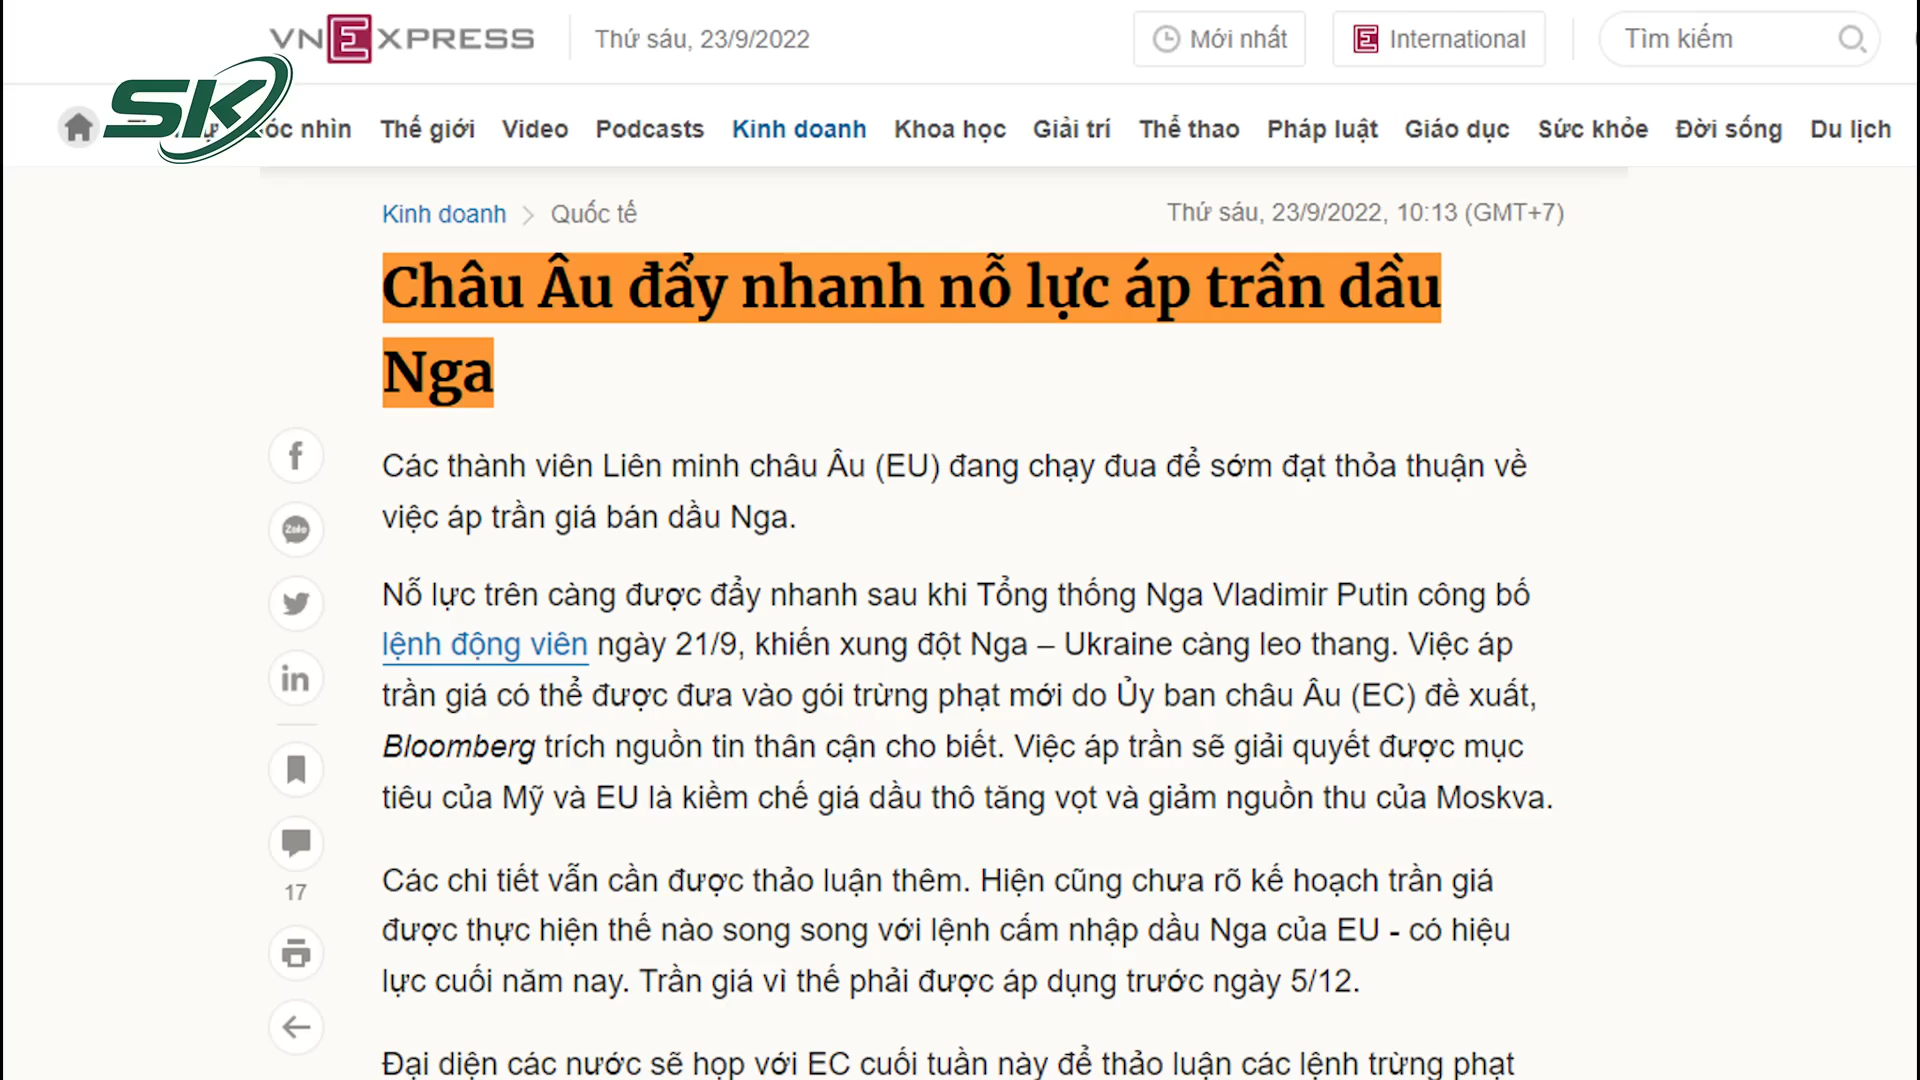 VNEXPRESS
Thứ sáu, 23/9/2022
Mới nhất
International
Tìm kiếm
SK
óc nhìn Thế giới Video Podcasts Kinh doanh Khoa học Giải trí Thể thao Pháp luật Giáo dục Sức khỏe Đời sống Du lịch
Kinh doanh > Quốc tế
Thứ sáu, 23/9/2022, 10:13 (GMT+7)
Châu Âu đẩy nhanh nỗ lực áp trần dầu
Nga
Các thành viên Liên minh châu Âu (EU) đang chạy đua để sớm đạt thỏa thuận về
việc áp trần giá bán dầu Nga.
Nỗ lực trên càng được đẩy nhanh sau khi Tổng thống Nga Vladimir Putin công bố
lệnh động viên ngày 21/9, khiến xung đột Nga – Ukraine càng leo thang. Việc áp
trần giá có thể được đưa vào gói trừng phạt mới do Ủy ban châu Âu (EC) đề xuất,
Bloomberg trích nguồn tin thân cận cho biết. Việc áp trần sẽ giải quyết được mục
tiêu của Mỹ và EU là kiềm chế giá dầu thô tăng vọt và giảm nguồn thu của Moskva.
Các chi tiết vẫn cần được thảo luận thêm. Hiện cũng chưa rõ kế hoạch trần giá
được thực hiện thế nào song song với lệnh cấm nhập dầu Nga của EU - có hiệu
lực cuối năm nay. Trần giá vì thế phải được áp dụng trước ngày 5/12.
Đại diện các nước sẽ họp với EC cuối tuần này để thảo luận các lệnh trừng phạt
Zalo
17